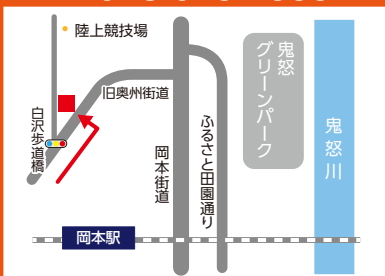 陸上競技場
旧奥州街道
白沢歩道橋
岡本街道
ふるさと田園通り
鬼怒
グリーンパーク
鬼怒川
岡本駅